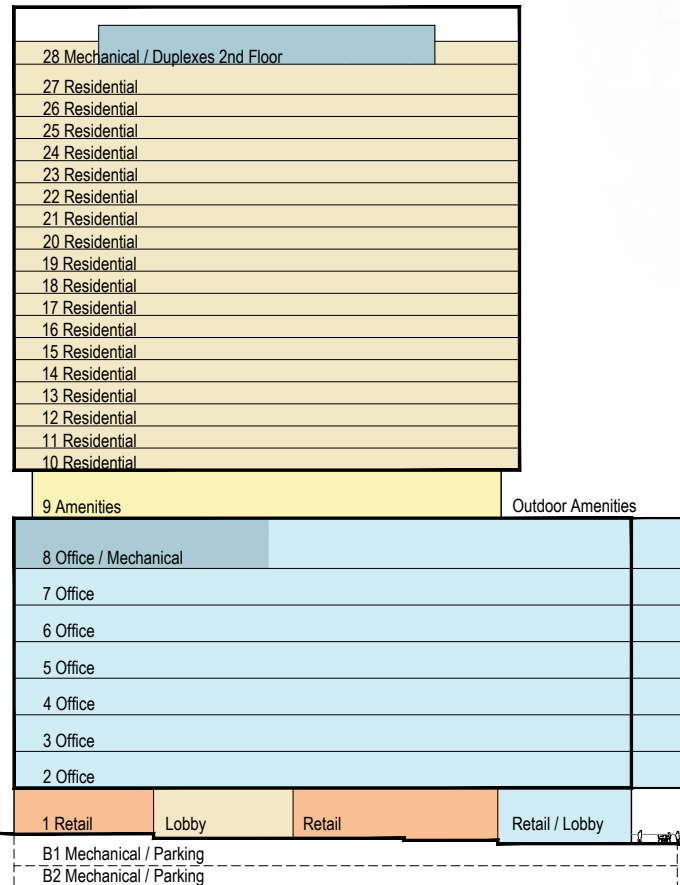 28 Mechanical / Duplexes 2nd Floor
27 Residential
26 Residential
25 Residential
24 Residential
23 Residential
22 Residential
21 Residential
20 Residential
19 Residential
18 Residential
17 Residential
16 Residential
15 Residential
14 Residential
13 Residential
12 Residential
11 Residential
10 Residential
9 Amenities Outdoor Amenities
8 Office / Mechanical
7 Office
6 Office
5 Office
4 Office
3 Office
2 Office
1 Retail Lobby Retail Retail / Lobby
B1 Mechanical / Parking
B2 Mechanical / Parking